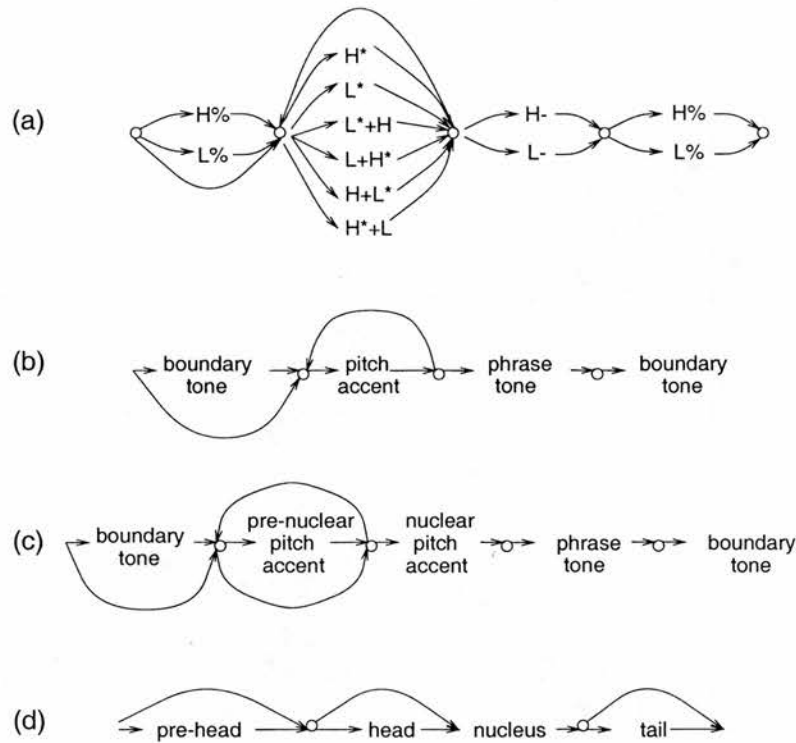 (a)
H%
L%
H*
L*
L*+H
L+H*
H+L*
H*+L
H-
L-
H%
L%
(b)
boundary
tone
pitch
accent
phrase
tone
boundary
tone
(c)
boundary
tone
pre-nuclear
pitch
accent
nuclear
pitch
accent
phrase
tone
boundary
tone
(d)
pre-head
head
nucleus
tail